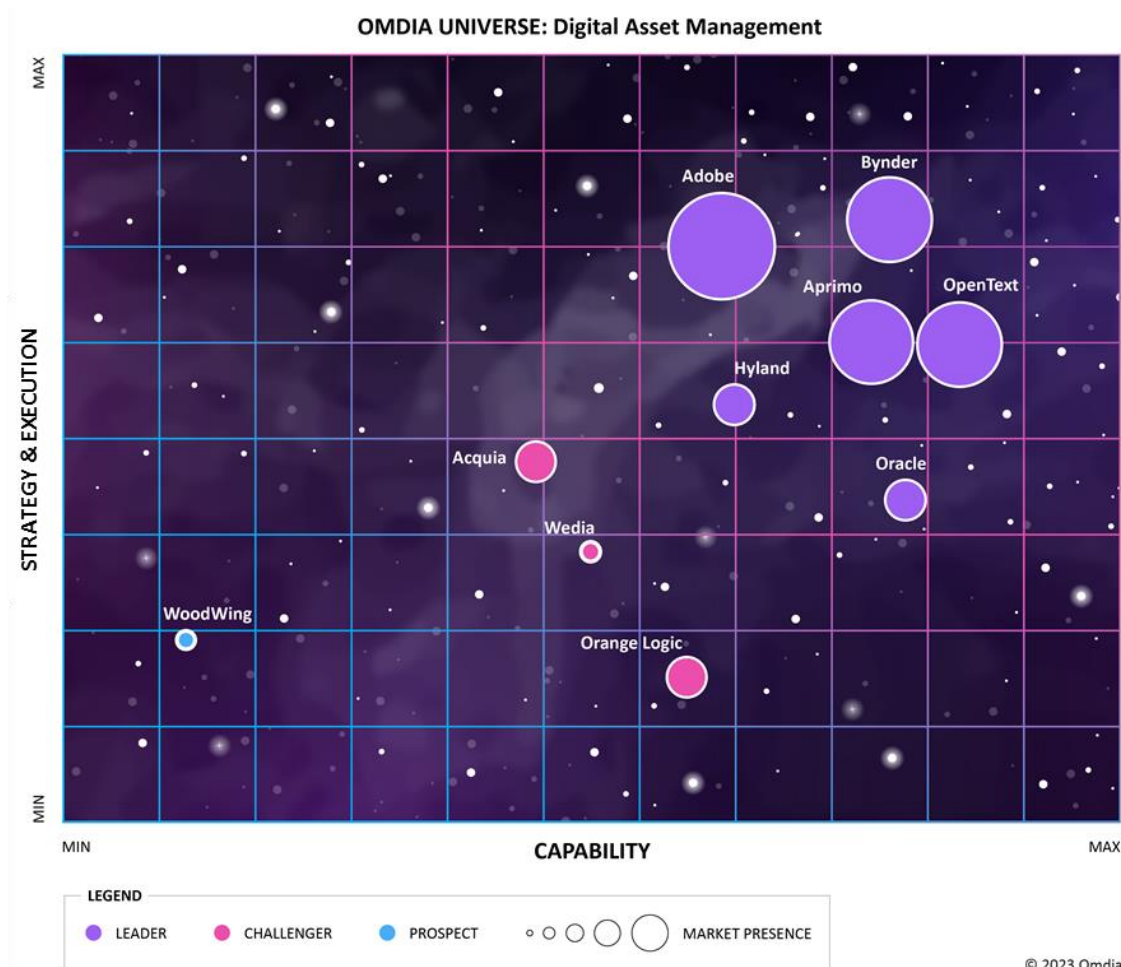 OMDIA UNIVERSE: Digital Asset Management
MAX
Bynder
Adobe
Aprimo
OpenText
Hyland
STRATEGY & EXECUTION
Acquia
Oracle
Wedia
WoodWing
Orange Logic
MIN
MIN
CAPABILITY
MAX
LEGEND
LEADER
CHALLENGER
PROSPECT
MARKET PRESENCE
© 2023 Omdia